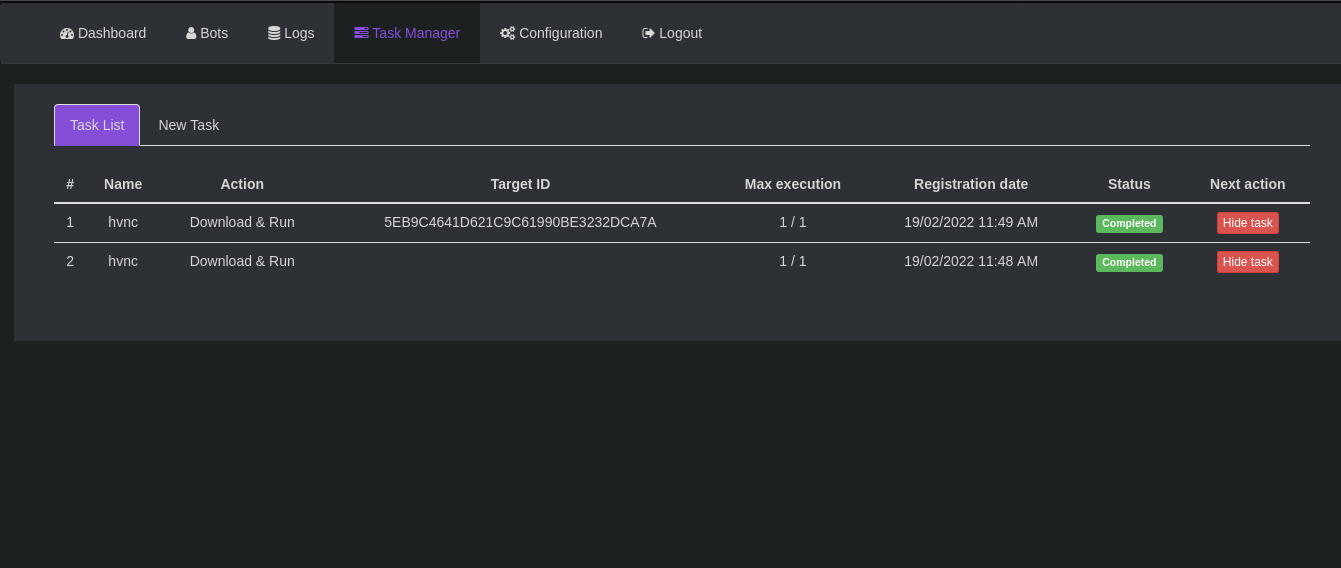 Dashboard Bots Logs Task Manager Configuration Logout
Task List New Task
# Name Action Target ID Max execution Registration date Status Next action
1 hvnc Download & Run 5EB9C4641D621C9C61990BE3232DCA7A 1 / 1 19/02/2022 11:49 AM Completed Hide task
2 hvnc Download & Run 1 / 1 19/02/2022 11:48 AM Completed Hide task